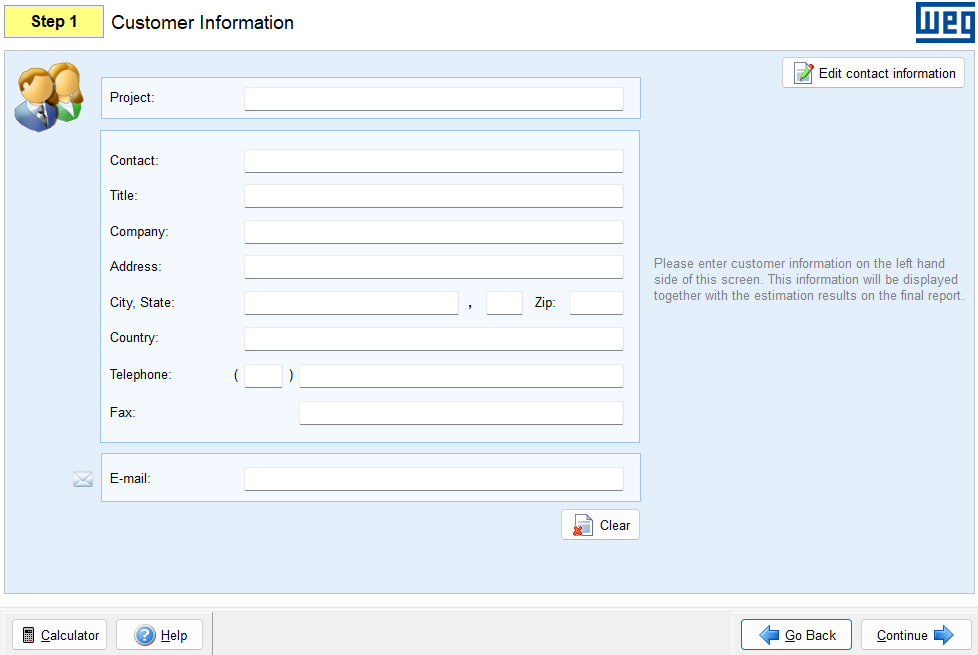 Step 1
Customer Information
WEG
Edit contact information
Project:
Contact:
Title:
Company:
Address:
City, State: , Zip:
Country:
Telephone: ( )
Fax:
E-mail:
Please enter customer information on the left hand
side of this screen. This information will be displayed
together with the estimation results on the final report.
Clear
Calculator
Help
Go Back
Continue